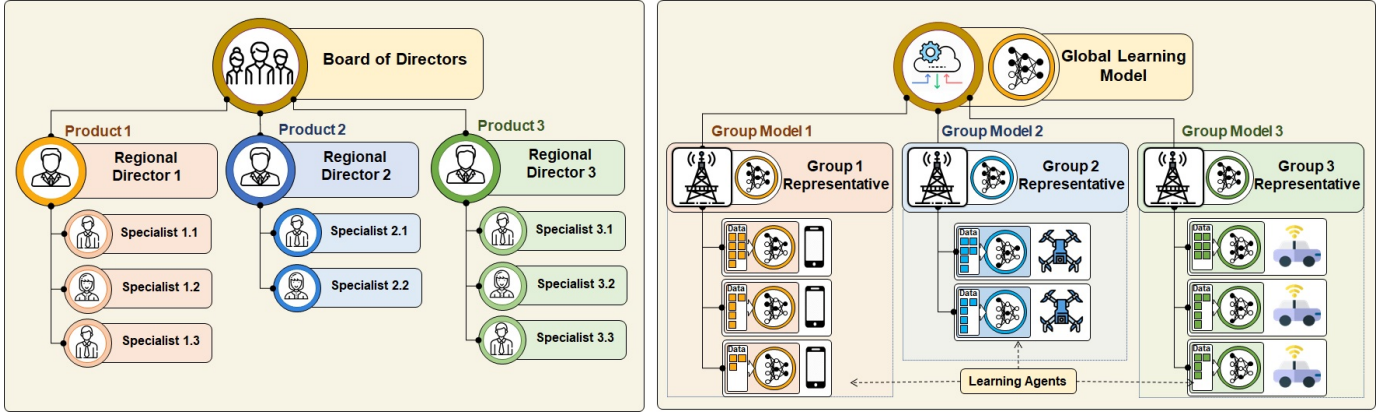 Board of Directors
Product 1
Product 2
Product 3
Regional
Director 1
Regional
Director 2
Regional
Director 3
Specialist 1.1
Specialist 2.1
Specialist 3.1
Specialist 1.2
Specialist 2.2
Specialist 3.2
Specialist 1.3
Specialist 3.3
Global Learning
Model
Group Model 1
Group Model 2
Group Model 3
Group 1
Representative
Group 2
Representative
Group 3
Representative
Data
Data
Data
Data
Data
Data
Data
Data
Learning Agents